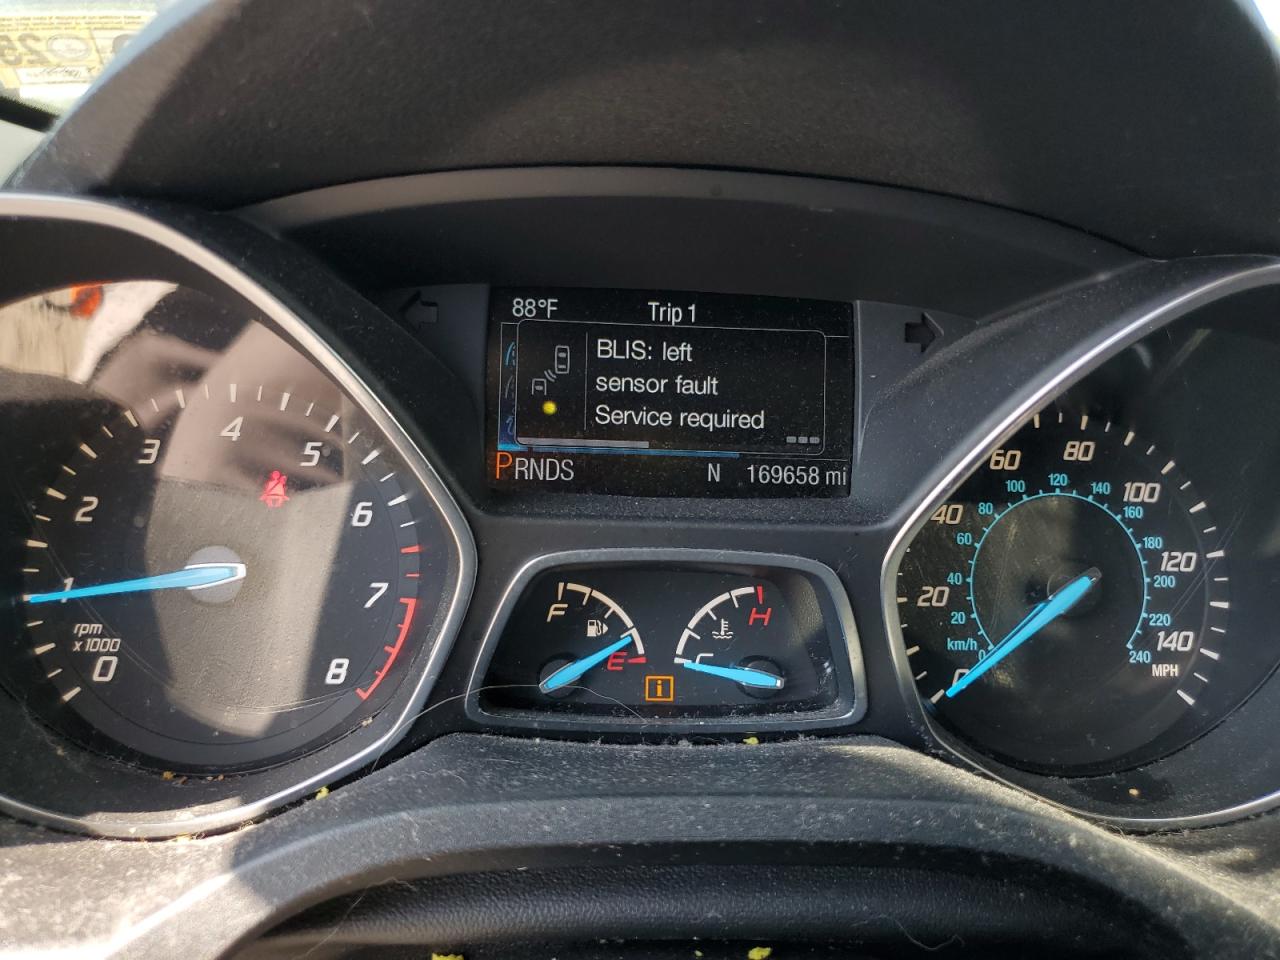 25
88°F Trip 1
BLIS: left
sensor fault
Service required
PRNDS N 169658 mi
0
1
2
3
4
5
6
7
8
rpm
x1000
F
E
H
C
i
0
20
40
60
80
100
120
140
MPH
km/h
0
20
40
60
80
100
120
140
160
180
200
220
240